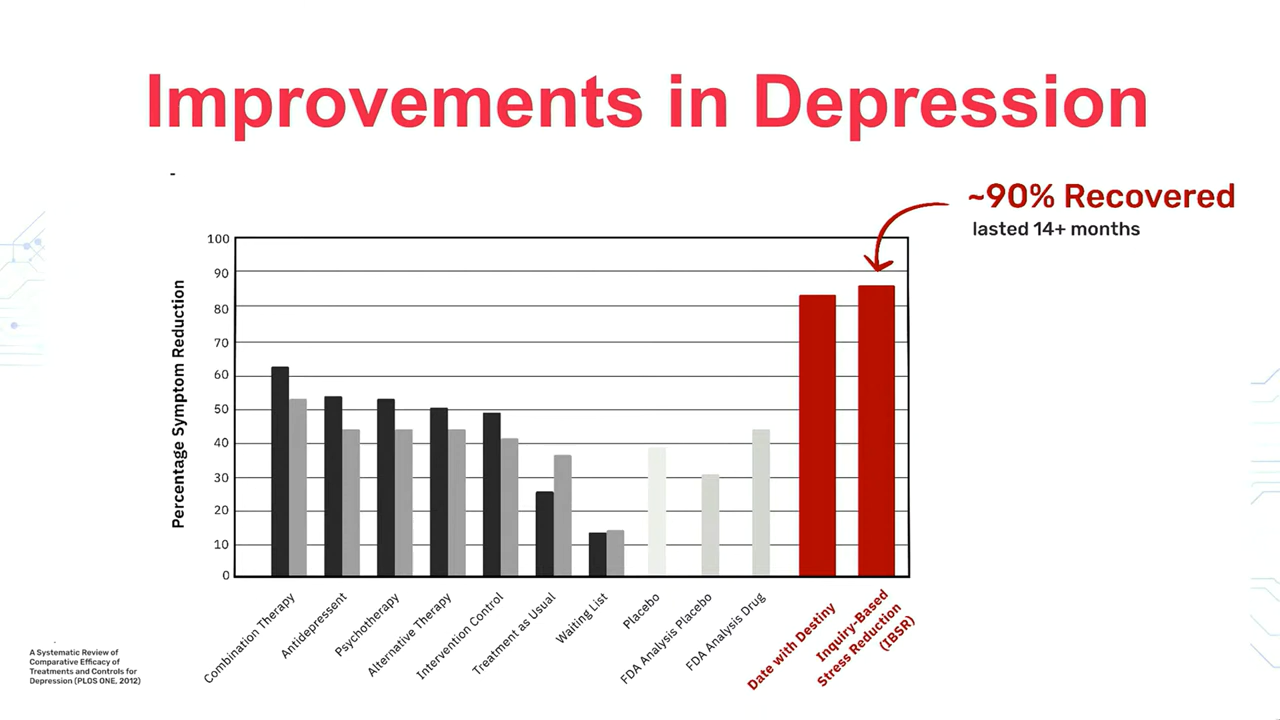 Improvements in Depression
-
~90% Recovered
lasted 14+ months
Percentage Symptom Reduction
100
90
80
70
60
50
40
30
20
10
0
Combination Therapy
Antidepressent
Psychotherapy
Alternative Therapy
Intervention Control
Treatment as Usual
Waiting List
Placebo
FDA Analysis Placebo
FDA Analysis Drug
Date with Destiny
Inquiry-Based
Stress Reduction
(IBSR)
A Systematic Review of
Comparative Efficacy of
Treatments and Controls for
Depression (PLOS ONE, 2012)